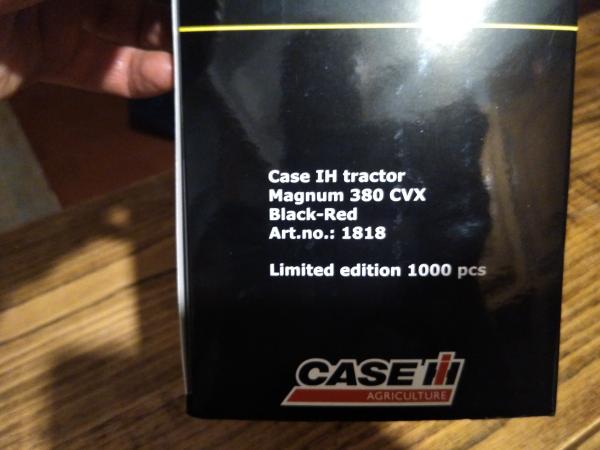 Case IH tractor
Magnum 380 CVX
Black-Red
Art.no.: 1818
Limited edition 1000 pcs
CASE IH
AGRICULTURE